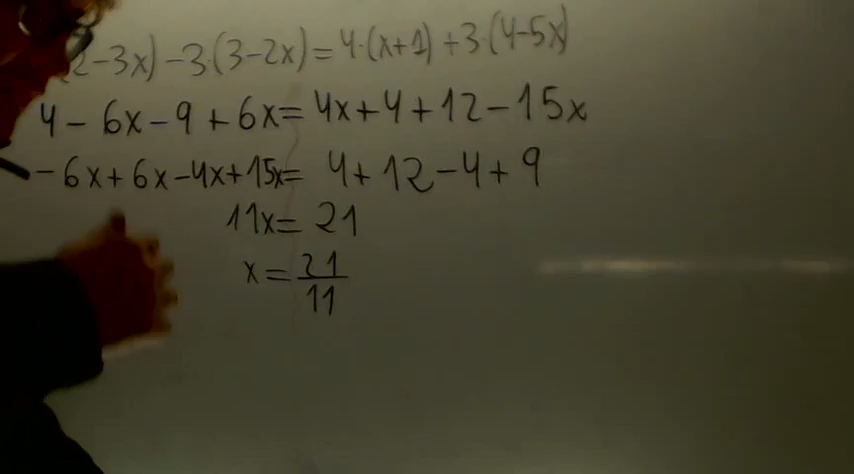 2-3x)-3·(3-2x)=4·(x+1)+3·(4-5x)
4-6x-9+6x=4x+4+12-15x
-6x+6x-4x+15x=4+12-4+9
11x=21
x=21/11